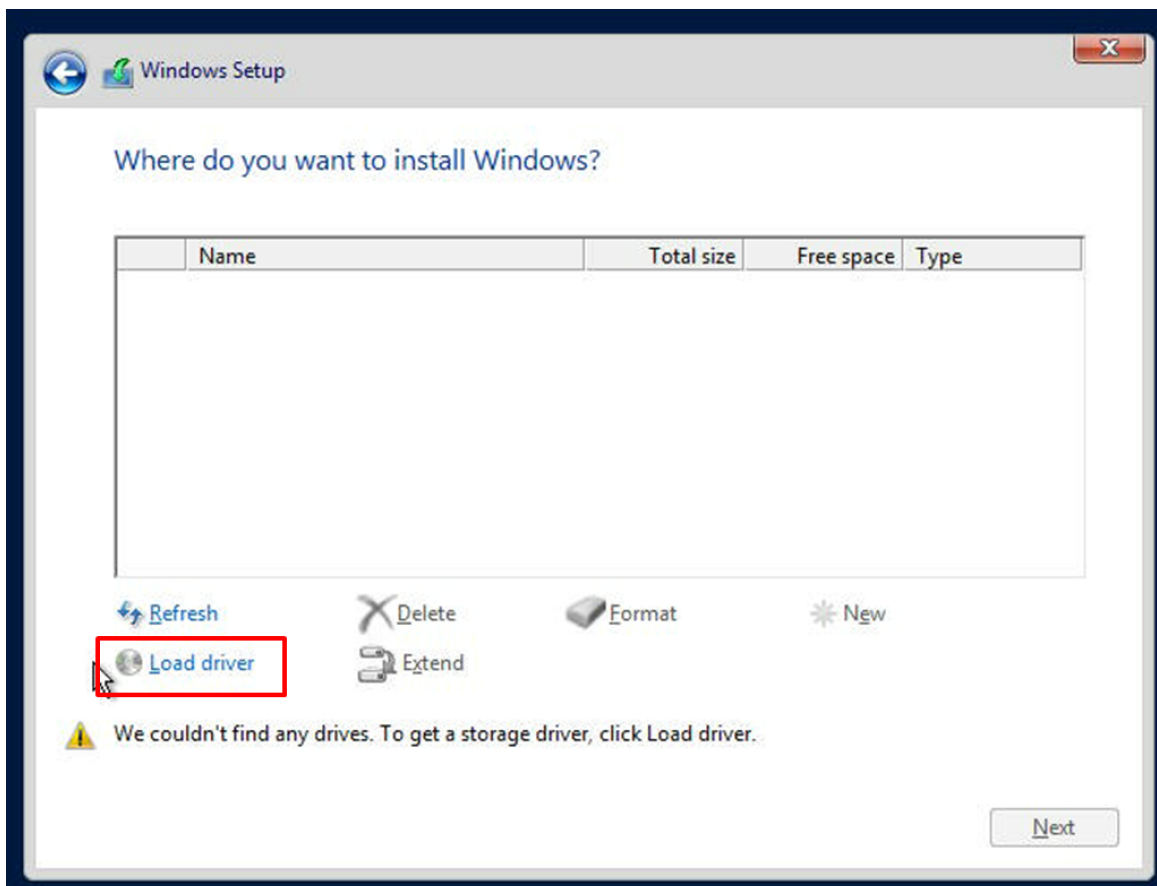 Windows Setup
Where do you want to install Windows?
Name Total size Free space Type
Refresh Delete Format New
Load driver Extend
We couldn't find any drives. To get a storage driver, click Load driver.
Next